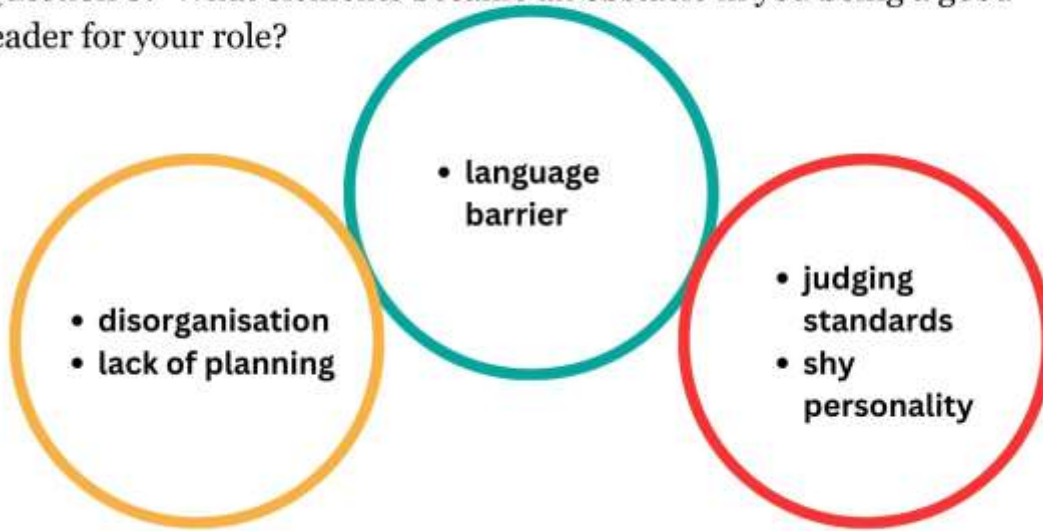 eader for your role?
• language
barrier
• disorganisation
• lack of planning
• judging
standards
• shy
personality